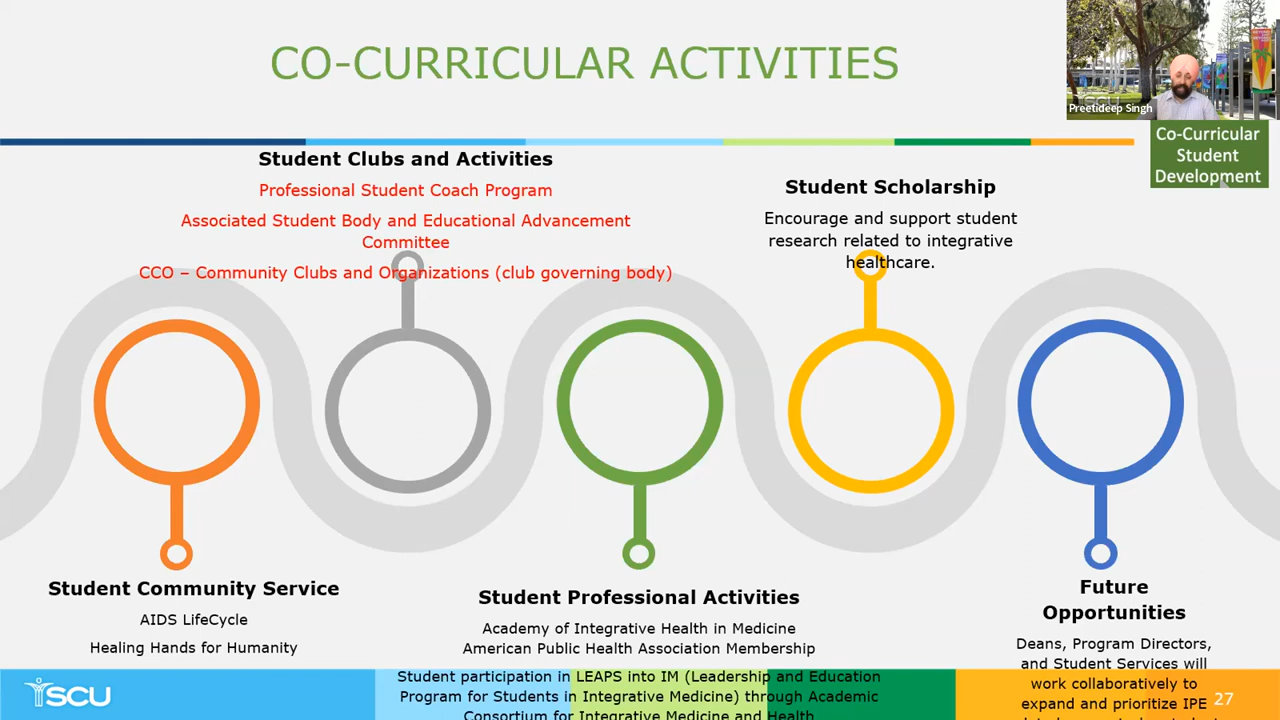 CO-CURRICULAR ACTIVITIES
Preetideep Singh
Co-Curricular
Student
Development
Student Clubs and Activities
Professional Student Coach Program
Associated Student Body and Educational Advancement
Committee
CCO – Community Clubs and Organizations (club governing body)
Student Scholarship
Encourage and support student
research related to integrative
healthcare.
Student Community Service
AIDS LifeCycle
Healing Hands for Humanity
Student Professional Activities
Academy of Integrative Health in Medicine
American Public Health Association Membership
Student participation in LEAPS into IM (Leadership and Education
Program for Students in Integrative Medicine) through Academic
Consortium for Integrative Medicine and Health
Future
Opportunities
Deans, Program Directors,
and Student Services will
work collaboratively to
expand and prioritize IPE
SCU
27